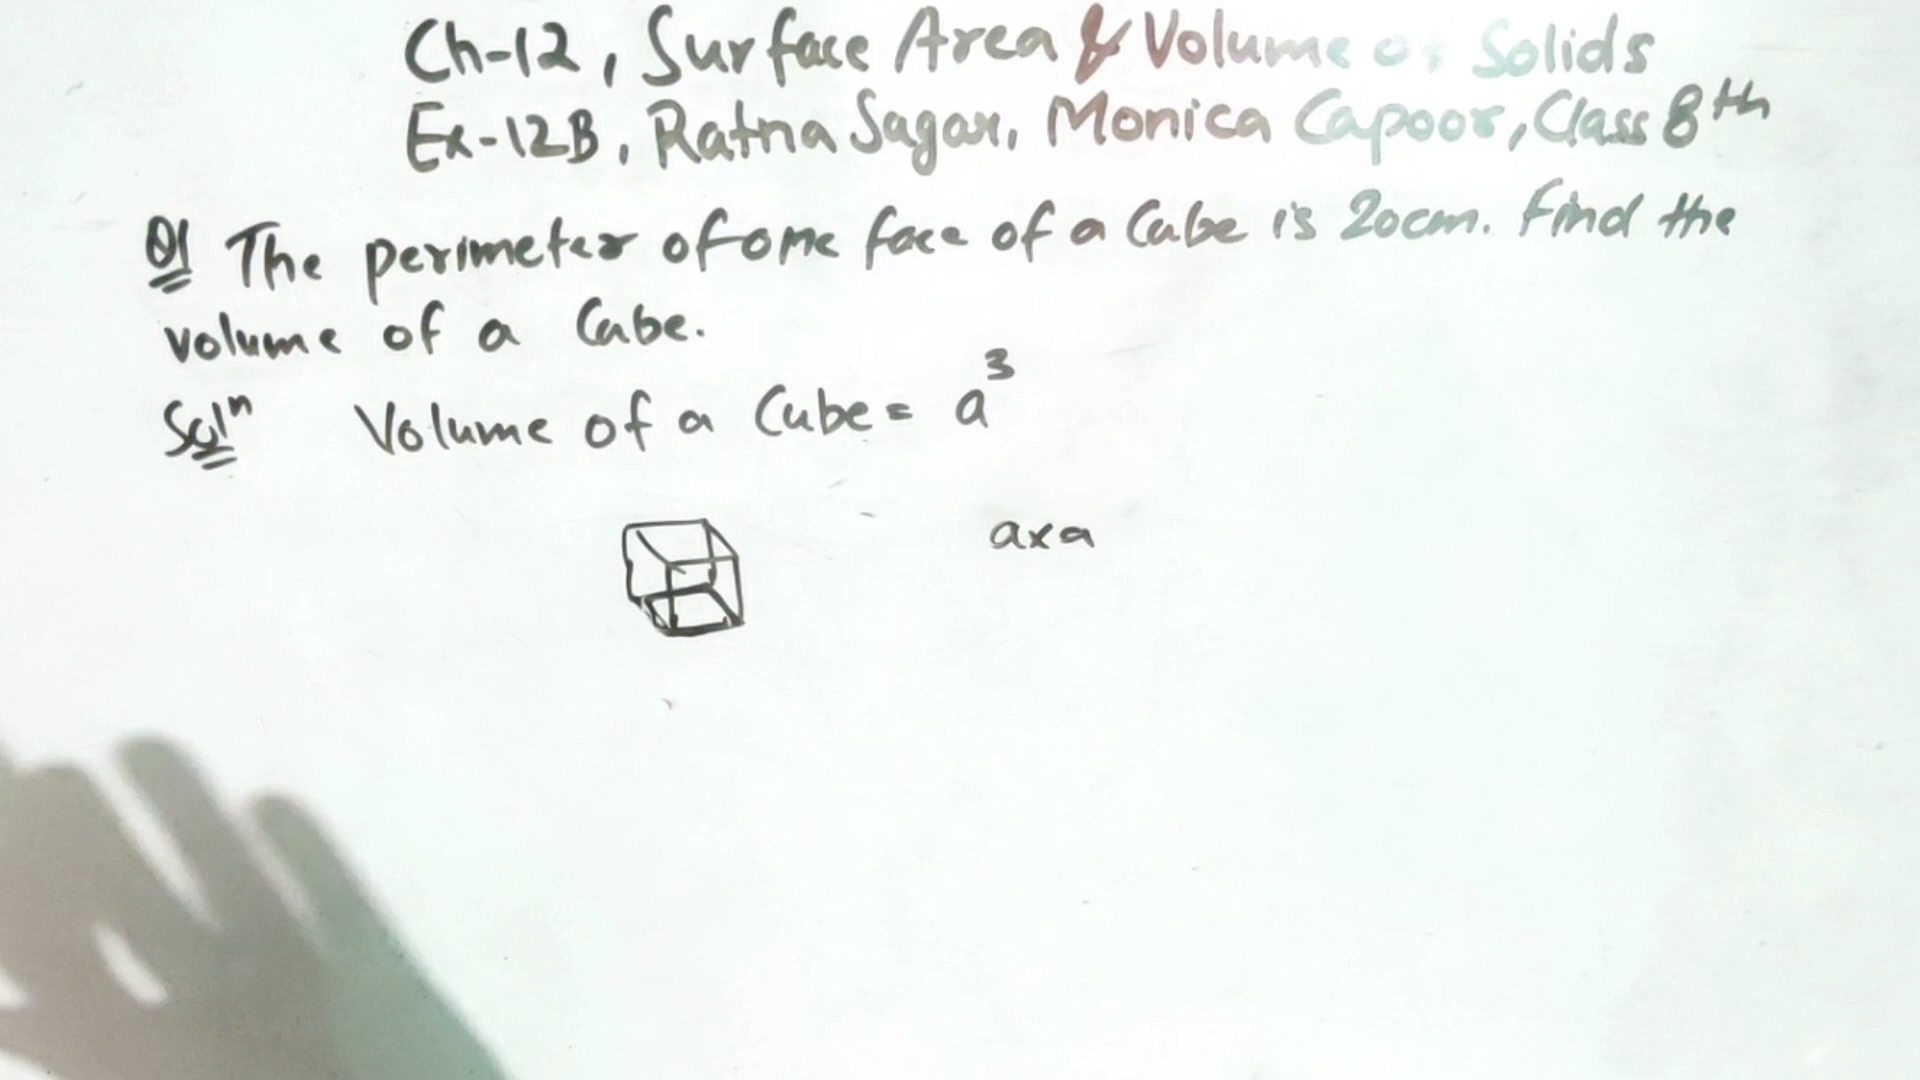 Ch-12, Surface Area & Volume of Solids
Ex-12B, Ratna Sagar, Monica Capoor, Class 8th
Q1 The perimeter of one face of a Cube is 20cm. Find the
volume of a Cube.
Solⁿ Volume of a Cube = a³
a×a